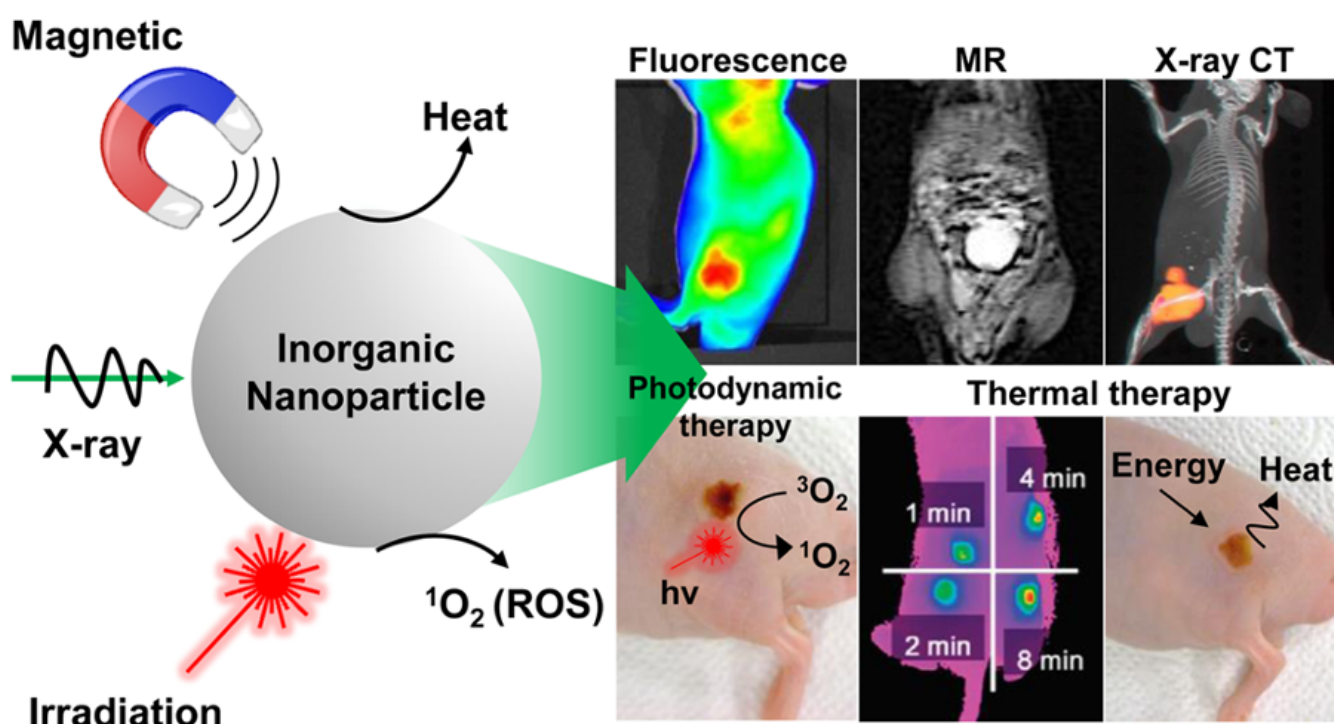 Magnetic
Heat
Inorganic
Nanoparticle
X-ray
Irradiation
¹O₂ (ROS)
Fluorescence
MR
X-ray CT
Photodynamic
therapy
³O₂
¹O₂
hv
Thermal therapy
1 min
4 min
2 min
8 min
Energy
Heat